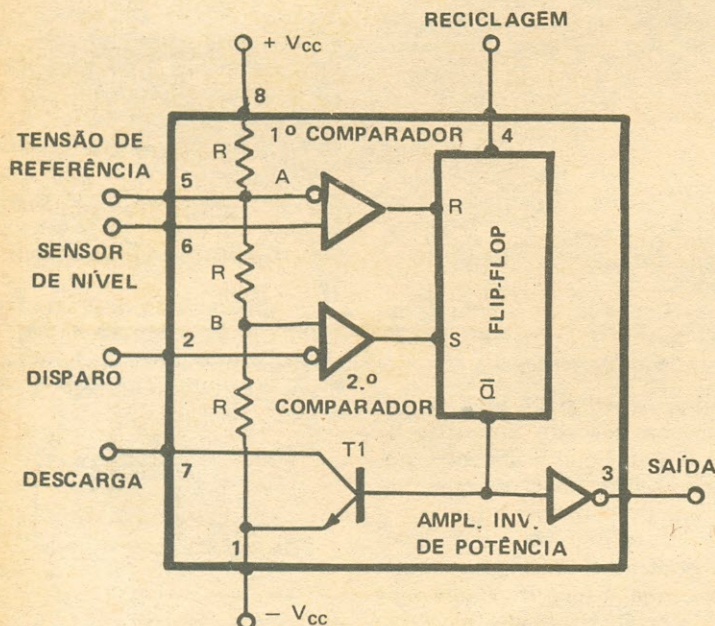 RECICLAGEM
+ Vcc
8
4
1º COMPARADOR
TENSÃO DE
REFERÊNCIA
R
5
A
R
6
SENSOR
DE NÍVEL
R
FLIP-FLOP
B
2
S
DISPARO
2.º
COMPARADOR
R
Q̅
T1
7
DESCARGA
3
SAÍDA
AMPL. INV.
DE POTÊNCIA
1
− Vcc